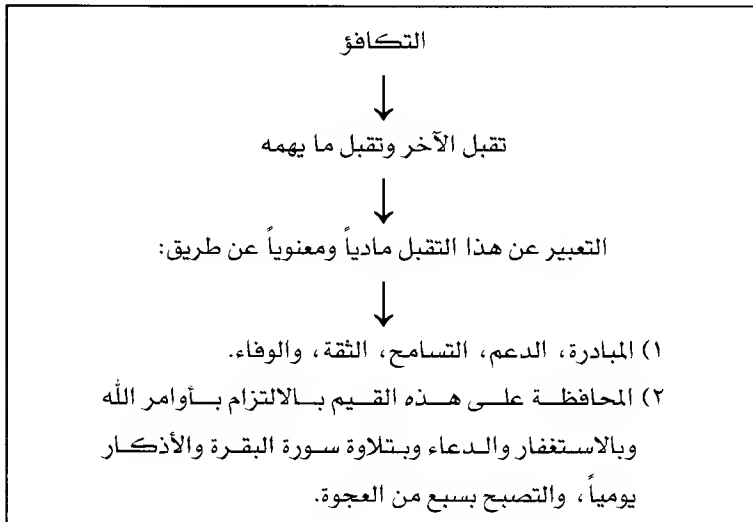 التكافؤ
تقبل الآخر وتقبل ما يهمه
التعبير عن هذا التقبل مادياً ومعنوياً عن طريق:
١) المبادرة، الدعم، التسامح، الثقة، والوفاء.
٢) المحافظة على هذه القيم بالالتزام بأوامر الله
وبالاستغفار والدعاء وبتلاوة سورة البقرة والأذكار
يومياً، والتصبح بسبع من العجوة.